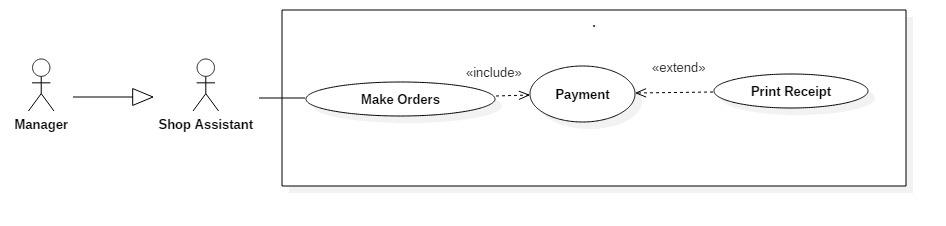 «include»
«extend»
Make Orders
Payment
Print Receipt
Manager
Shop Assistant